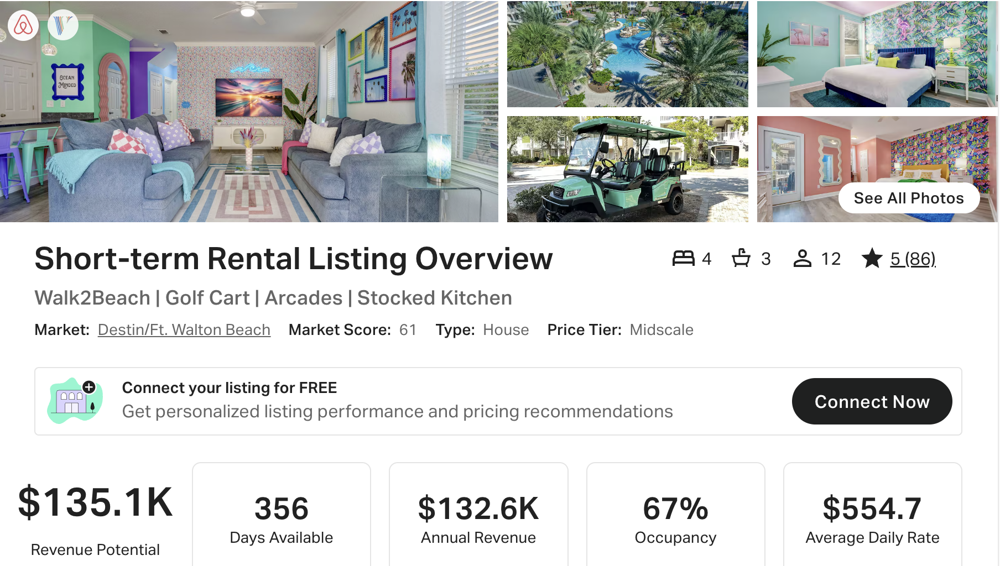 OCEAN
MINDED
See All Photos
Short-term Rental Listing Overview
4 3 12 5 (86)
Walk2Beach | Golf Cart | Arcades | Stocked Kitchen
Market: Destin/Ft. Walton Beach Market Score: 61 Type: House Price Tier: Midscale
Connect your listing for FREE
Get personalized listing performance and pricing recommendations
Connect Now
$135.1K
Revenue Potential
356
Days Available
$132.6K
Annual Revenue
67%
Occupancy
$554.7
Average Daily Rate